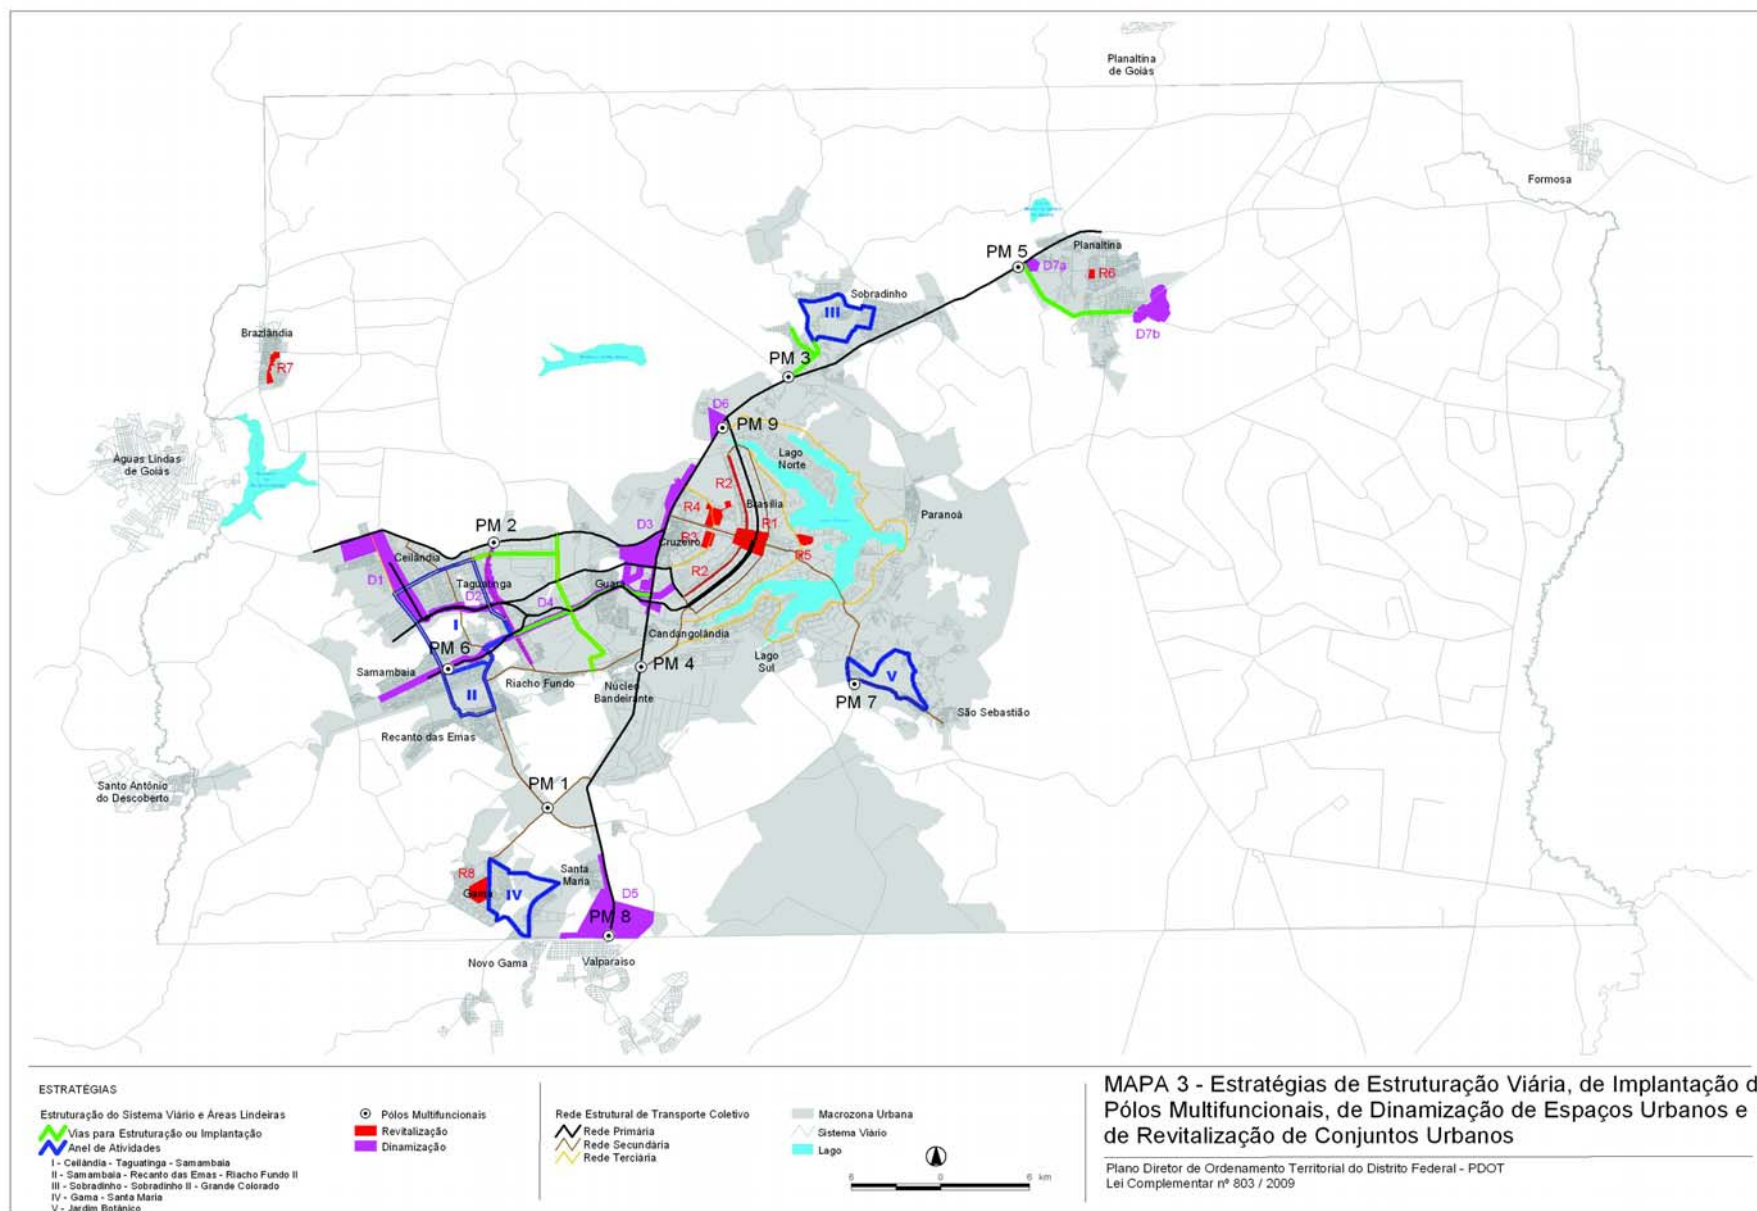 Planaltina
de Goiás
Formosa
PM 5
Planaltina
D7a
R6
D7b
Sobradinho
III
Brazlândia
R7
PM 3
D6
PM 9
Águas Lindas
de Goiás
Lago
Norte
R2
R4
Brasília
R1
Paranoá
PM 2
D3
R3
Cruzeiro
R5
Ceilândia
D1
Taguatinga
Guará
R2
D2
D4
I
Candangolândia
PM 6
PM 4
Lago
Sul
Samambaia
Riacho Fundo
Núcleo
Bandeirante
II
V
PM 7
São Sebastião
Recanto das Emas
Santo Antônio
do Descoberto
PM 1
Santa
Maria
R8
Gama
IV
D5
PM 8
Novo Gama
Valparaiso
ESTRATÉGIAS
Estruturação do Sistema Viário e Áreas Lindeiras
Vias para Estruturação ou Implantação
Anel de Atividades
I - Ceilândia - Taguatinga - Samambaia
II - Samambaia - Recanto das Emas - Riacho Fundo II
III - Sobradinho - Sobradinho II - Grande Colorado
IV - Gama - Santa Maria
V - Jardim Botânico
Pólos Multifuncionais
Revitalização
Dinamização
Rede Estrutural de Transporte Coletivo
Rede Primária
Rede Secundária
Rede Terciária
Macrozona Urbana
Sistema Viário
Lago
6 0 6 km
MAPA 3 - Estratégias de Estruturação Viária, de Implantação d
Pólos Multifuncionais, de Dinamização de Espaços Urbanos e
de Revitalização de Conjuntos Urbanos
Plano Diretor de Ordenamento Territorial do Distrito Federal - PDOT
Lei Complementar nº 803 / 2009